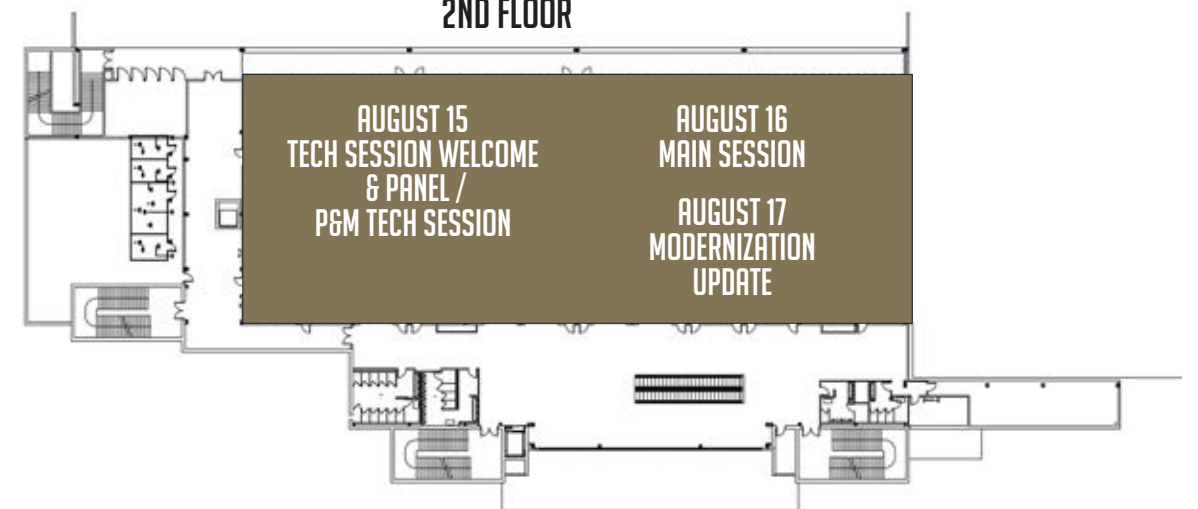 2ND FLOOR
AUGUST 15
TECH SESSION WELCOME
& PANEL /
P&M TECH SESSION
AUGUST 16
MAIN SESSION
AUGUST 17
MODERNIZATION
UPDATE